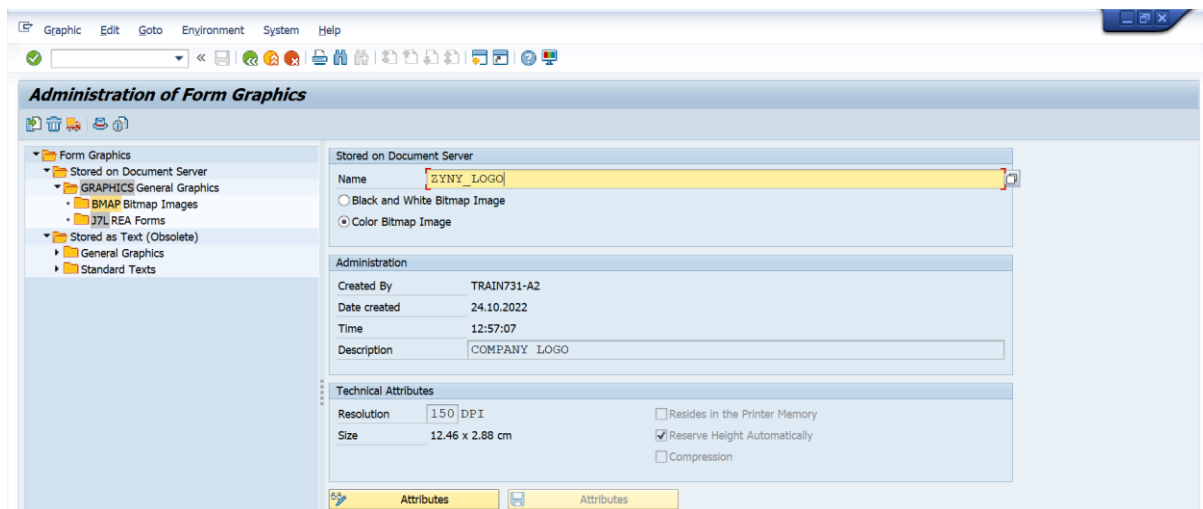 Graphic Edit Goto Environment System Help
Administration of Form Graphics
Form Graphics
Stored on Document Server
GRAPHICS General Graphics
BMAP Bitmap Images
J7L REA Forms
Stored as Text (Obsolete)
General Graphics
Standard Texts
Stored on Document Server
Name ZYNY_LOGO
Black and White Bitmap Image
Color Bitmap Image
Administration
Created By TRAIN731-A2
Date created 24.10.2022
Time 12:57:07
Description COMPANY LOGO
Technical Attributes
Resolution 150 DPI Resides in the Printer Memory
Size 12.46 x 2.88 cm Reserve Height Automatically
Compression
Attributes Attributes